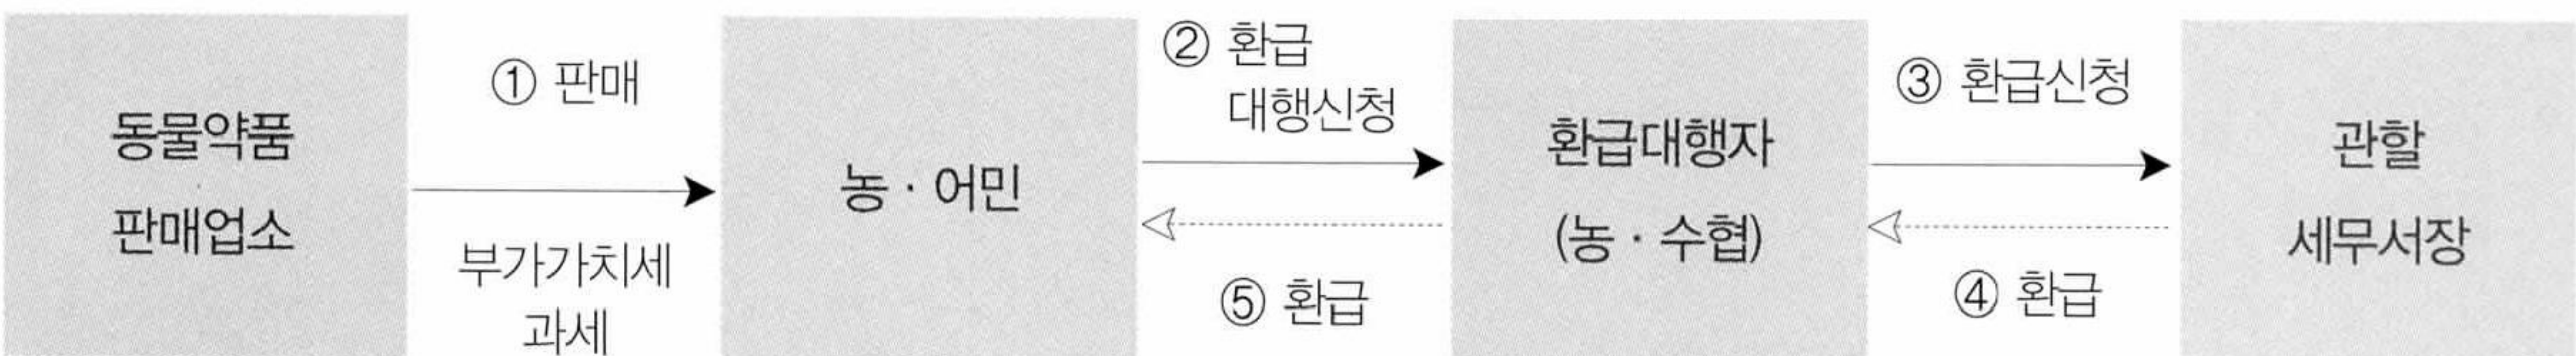 동물약품
판매업소
① 판매
부가가치세
과세
농·어민
② 환급
대행신청
⑤ 환급
환급대행자
(농·수협)
③ 환급신청
④ 환급
관할
세무서장